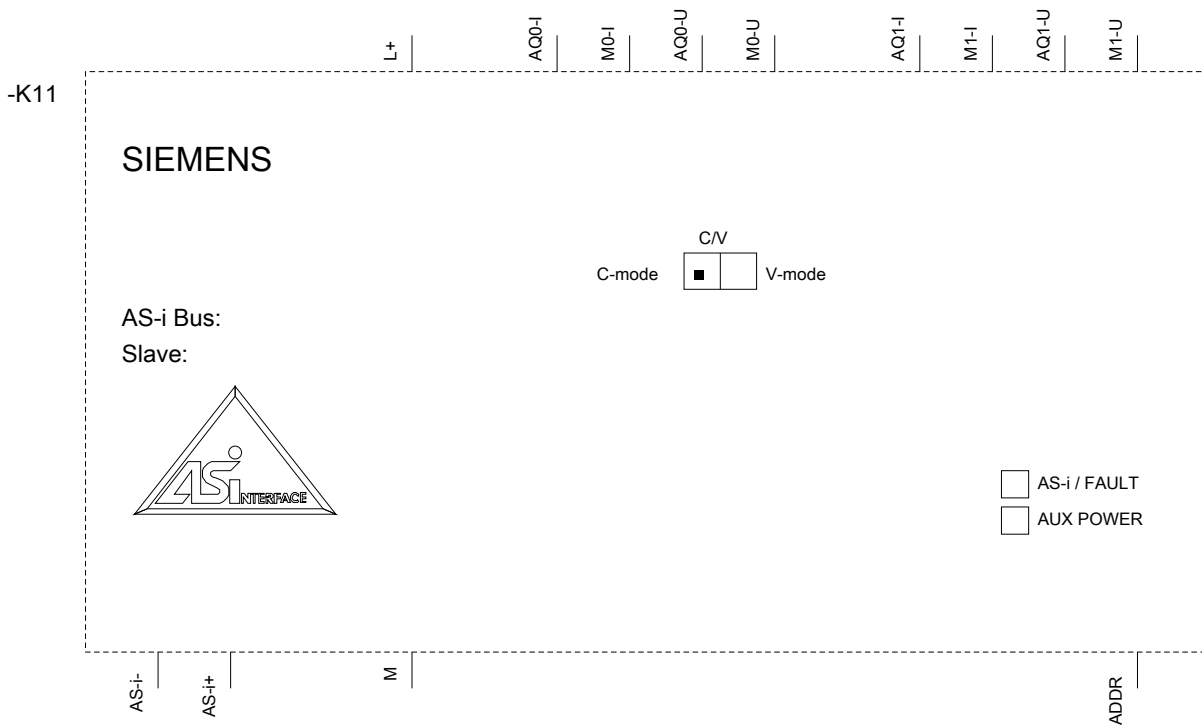 L+
AQ0-I
M0-I
AQ0-U
M0-U
AQ1-I
M1-I
AQ1-U
M1-U
-K11
SIEMENS
C/V
C-mode
V-mode
AS-i Bus:
Slave:
ASi INTERFACE
AS-i / FAULT
AUX POWER
AS-i-
AS-i+
M
ADDR